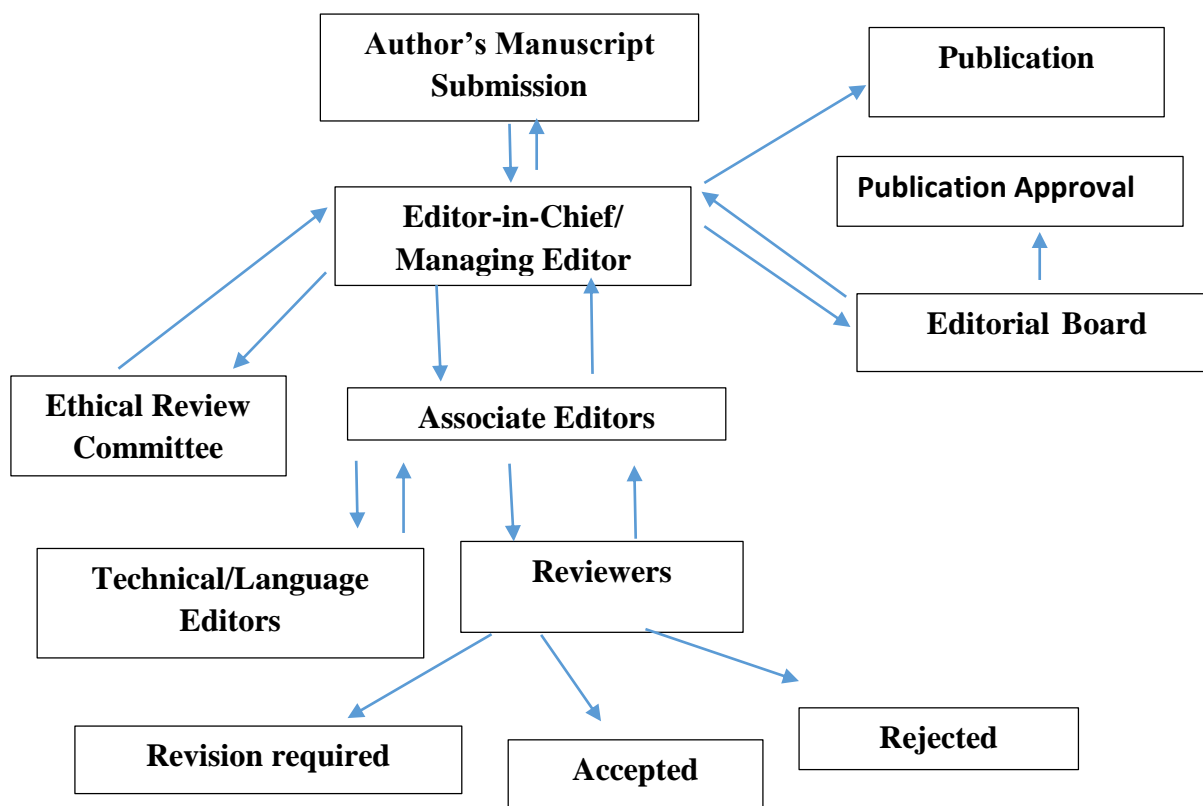 Author’s Manuscript
Submission
Publication
Publication Approval
Editor-in-Chief/
Managing Editor
Editorial Board
Ethical Review
Committee
Associate Editors
Technical/Language
Editors
Reviewers
Revision required
Accepted
Rejected